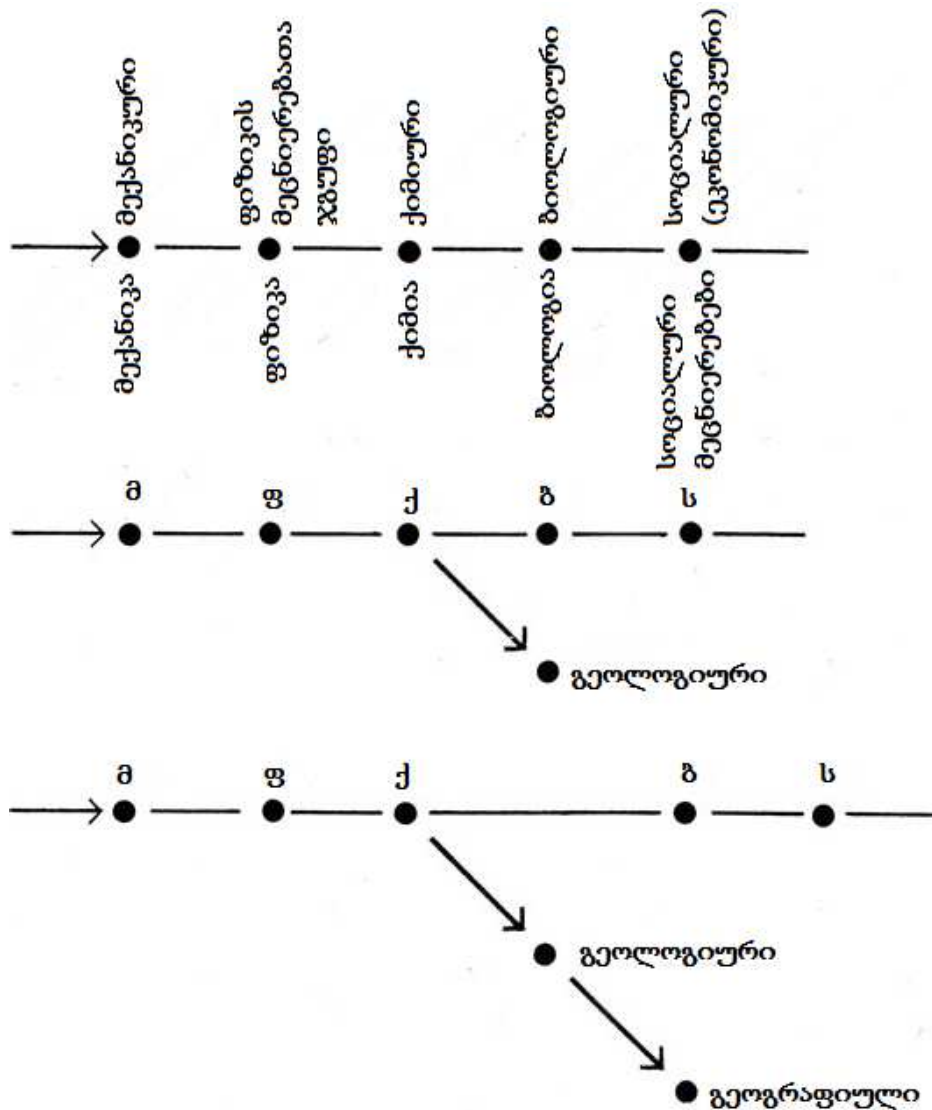 მექანიკური
ფიზიკის
მეცნიერებათა
ჯგუფი
ქიმიური
ბიოლოგიური
სოციალური
(ეკონომიკური)
მექანიკა
ფიზიკა
ქიმია
ბიოლოგია
სოციალური
მეცნიერებები
მ ფ ქ ბ ს
გეოლოგიური
მ ფ ქ ბ ს
გეოლოგიური
გეოგრაფიული